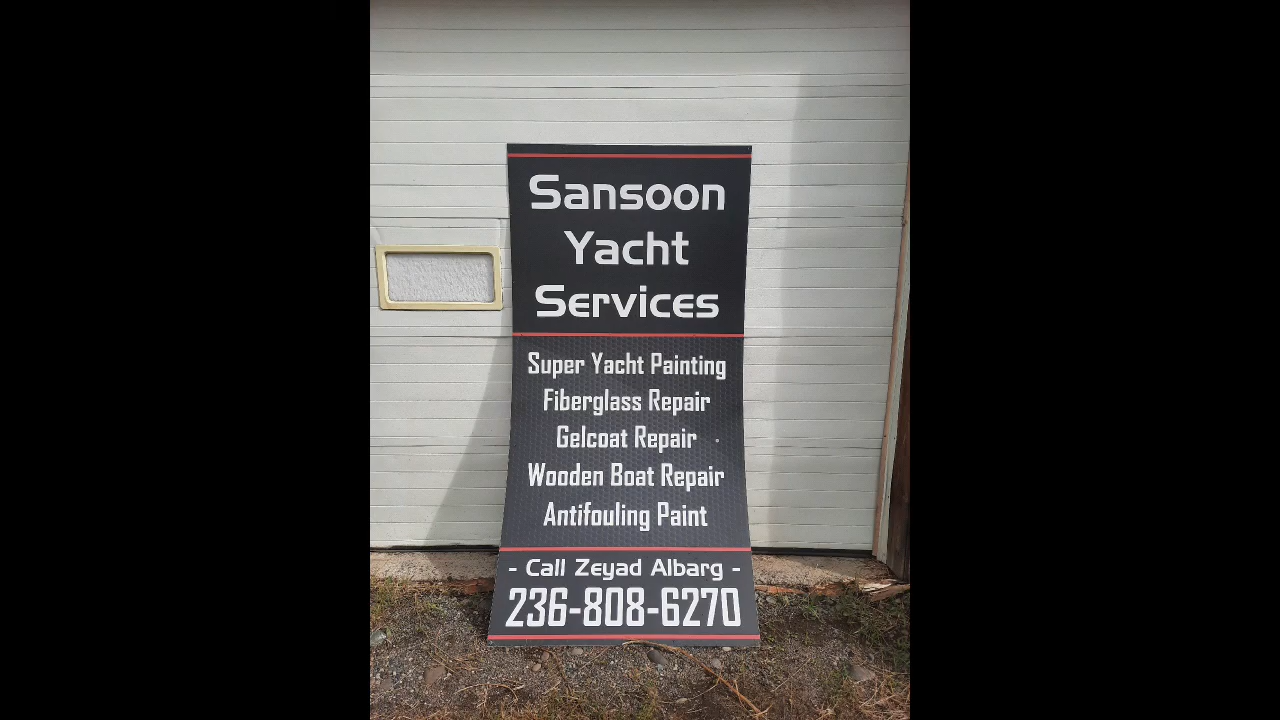 Sansoon
Yacht
Services
Super Yacht Painting
Fiberglass Repair
Gelcoat Repair
Wooden Boat Repair
Antifouling Paint
- Call Zeyad Albarg -
236-808-6270